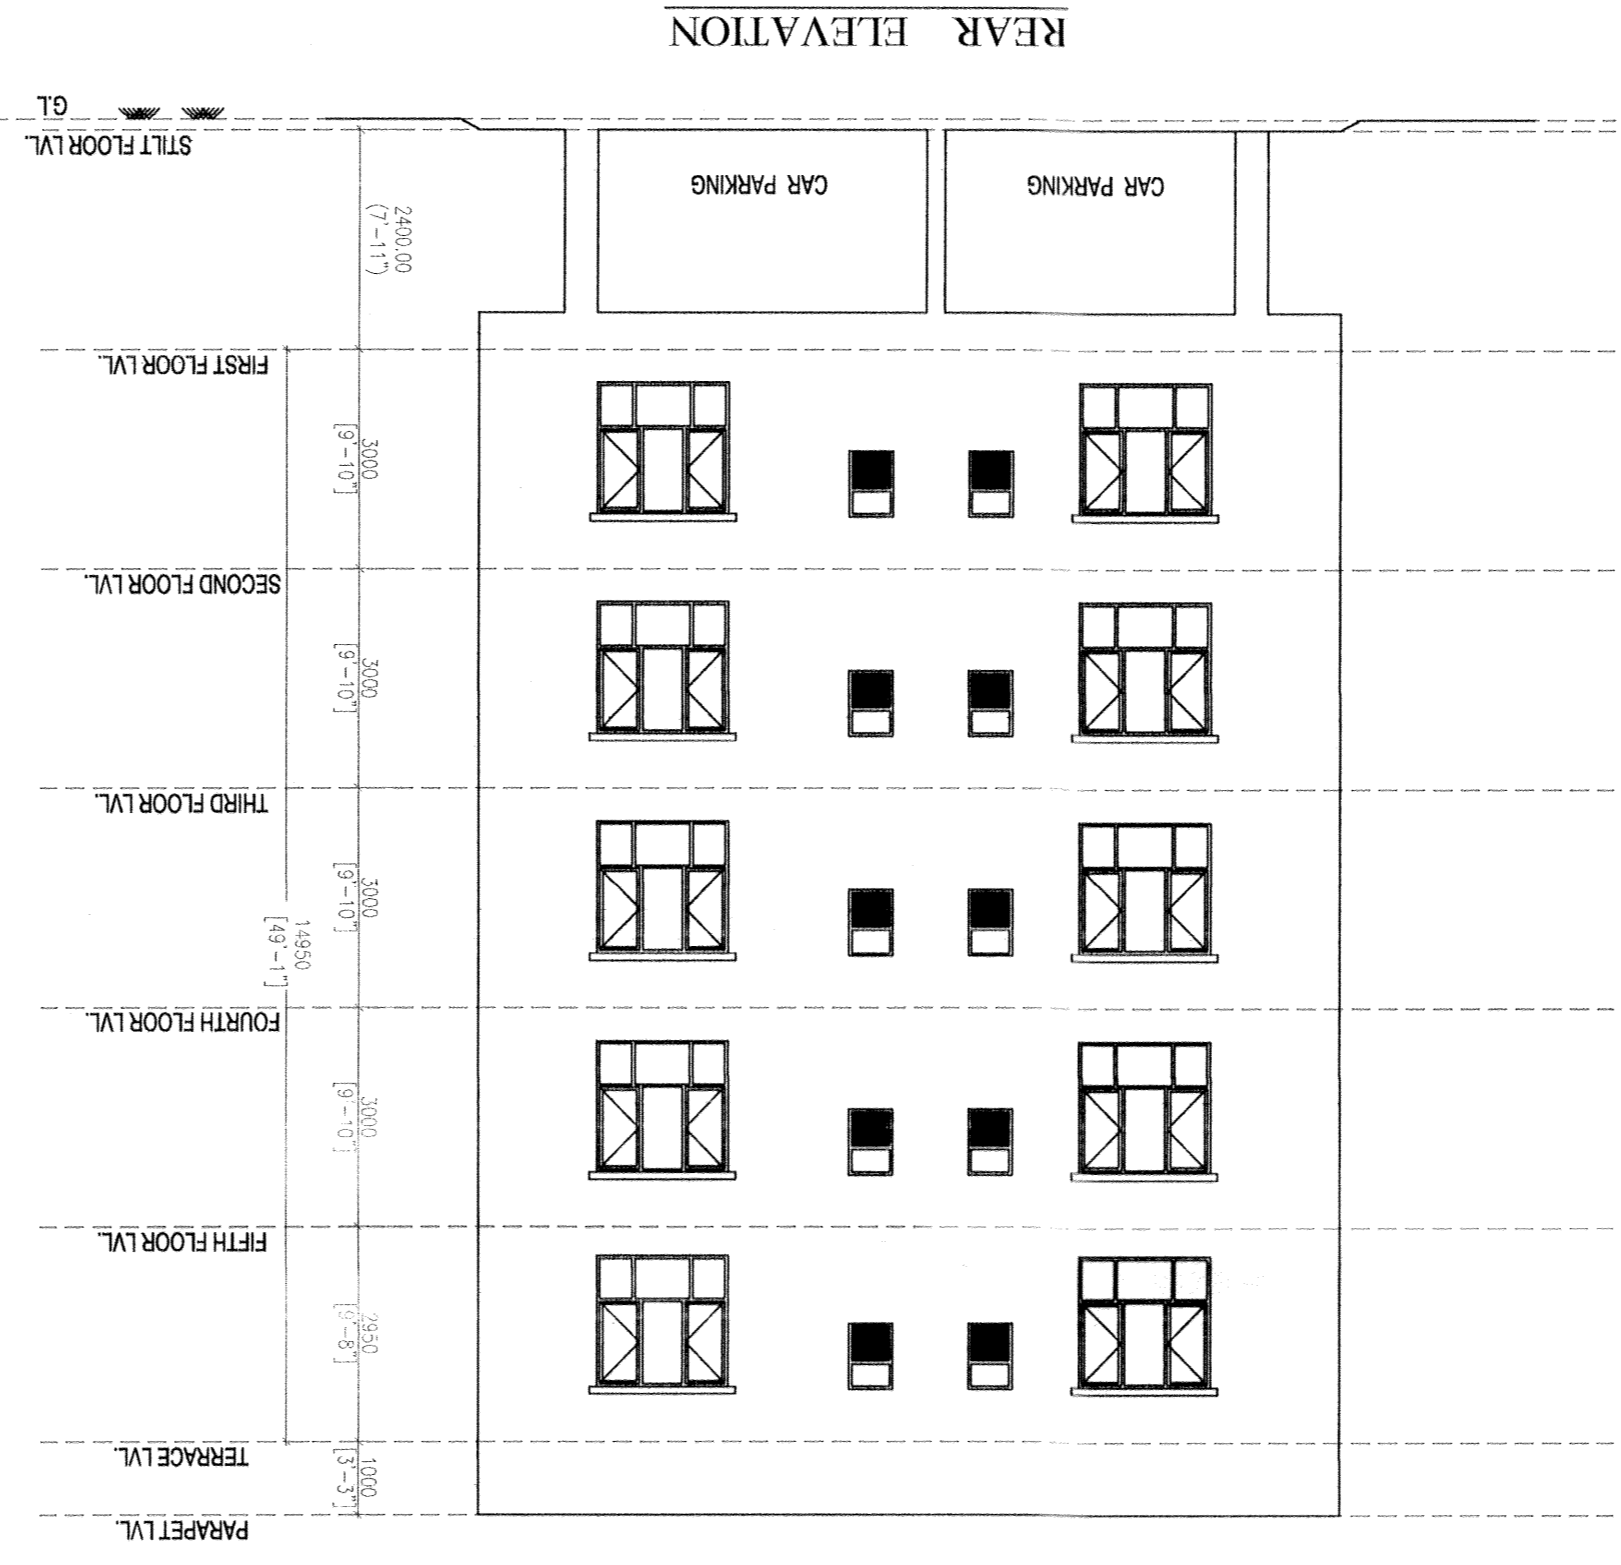 PARAPET LVL.
1000
[3'-3"]
TERRACE LVL.
2950
[9'-8"]
FIFTH FLOOR LVL.
3000
[9'-10"]
FOURTH FLOOR LVL.
14950
[49'-1"]
3000
[9'-10"]
THIRD FLOOR LVL.
3000
[9'-10"]
SECOND FLOOR LVL.
3000
[9'-10"]
FIRST FLOOR LVL.
2400.00
(7'-11")
CAR PARKING
CAR PARKING
STILT FLOOR LVL.
G.L
REAR ELEVATION